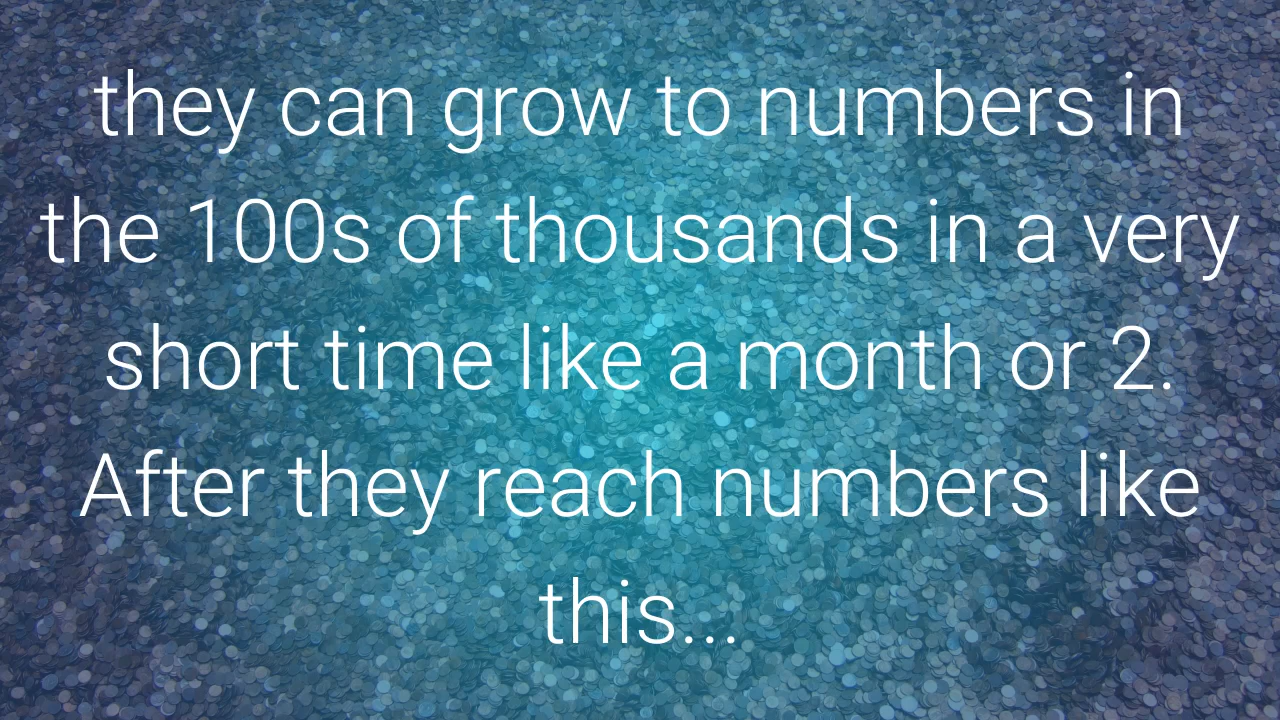 they can grow to numbers in
the 100s of thousands in a very
short time like a month or 2.
After they reach numbers like
this...